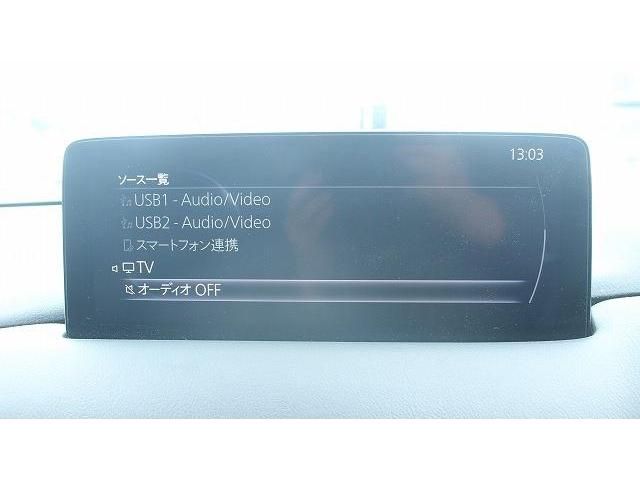 13:03
ソース一覧
USB1 - Audio/Video
USB2 - Audio/Video
スマートフォン連携
TV
オーディオ OFF